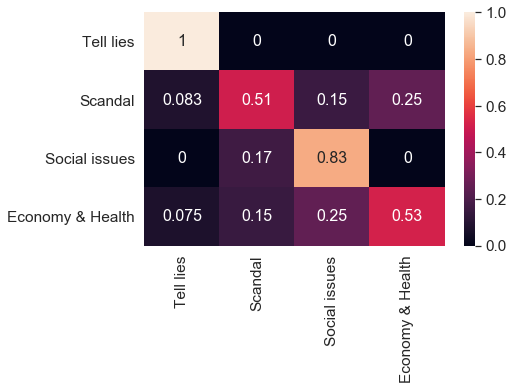 Tell lies 1 0 0 0
Scandal 0.083 0.51 0.15 0.25
Social issues 0 0.17 0.83 0
Economy & Health 0.075 0.15 0.25 0.53
Tell lies
Scandal
Social issues
Economy & Health
1.0
0.8
0.6
0.4
0.2
0.0